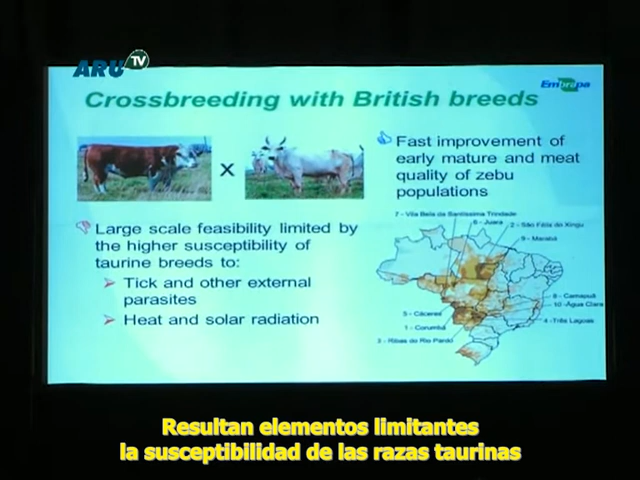 ARU TV
Embrapa
Crossbreeding with British breeds
x
Fast improvement of
early mature and meat
quality of zebu
populations
Large scale feasibility limited by
the higher susceptibility of
taurine breeds to:
Tick and other external
parasites
Heat and solar radiation
7 - Vila Bela da Santíssima Trindade
6 - Juara
2 - São Félix do Xingu
9 - Marabá
8 - Camapuã
10 - Água Clara
5 - Cáceres
4 - Três Lagoas
1 - Corumbá
3 - Ribas do Rio Pardo
Resultan elementos limitantes
la susceptibilidad de las razas taurinas